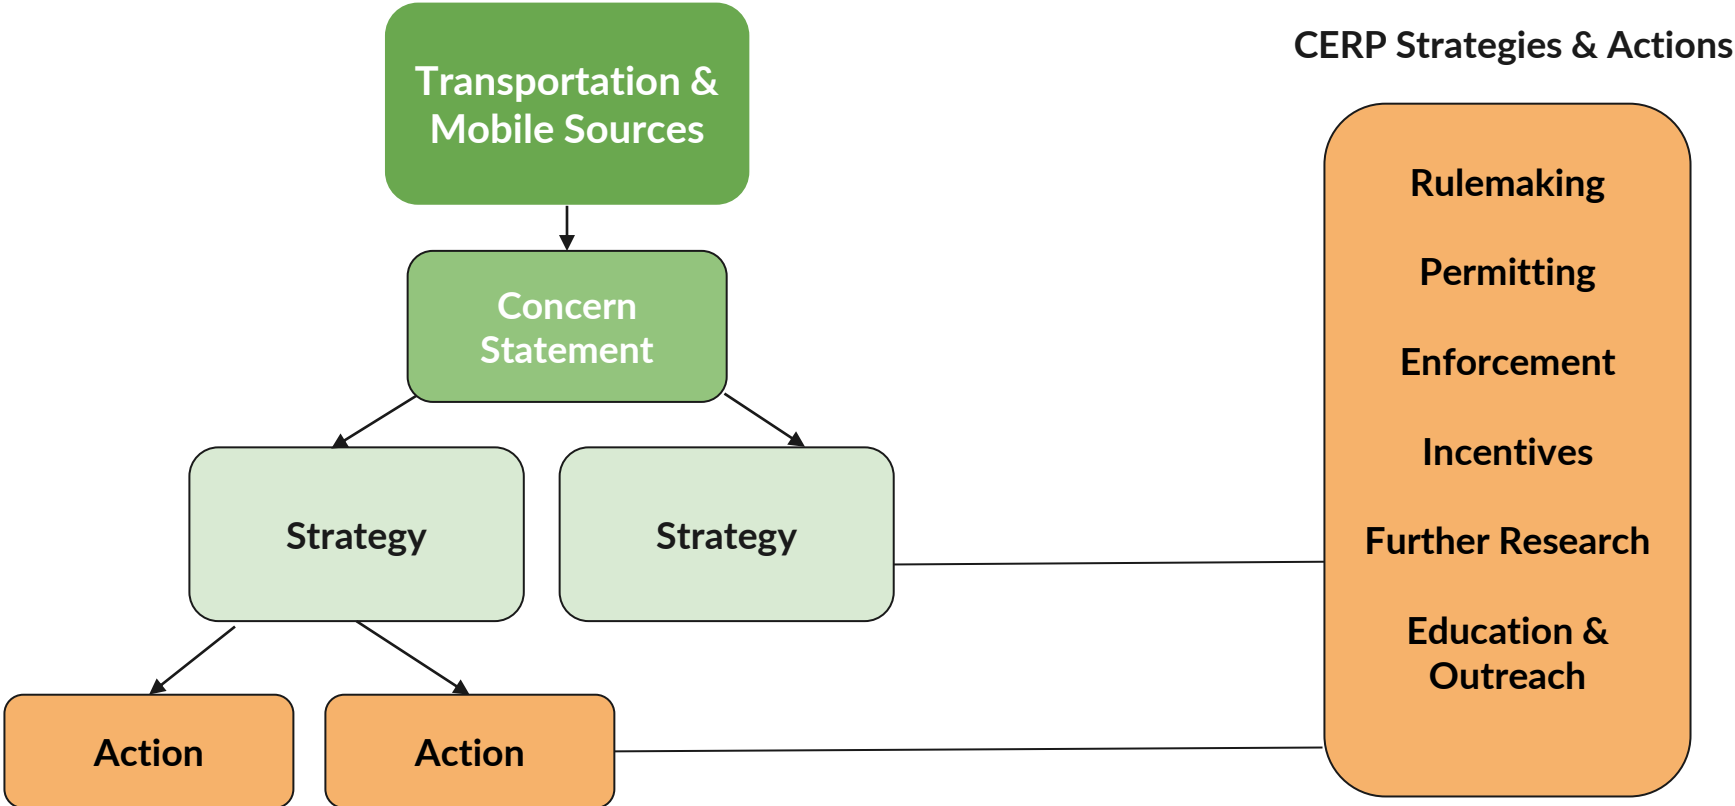 Transportation &
Mobile Sources
Concern
Statement
Strategy
Strategy
Action
Action
CERP Strategies & Actions
Rulemaking
Permitting
Enforcement
Incentives
Further Research
Education &
Outreach